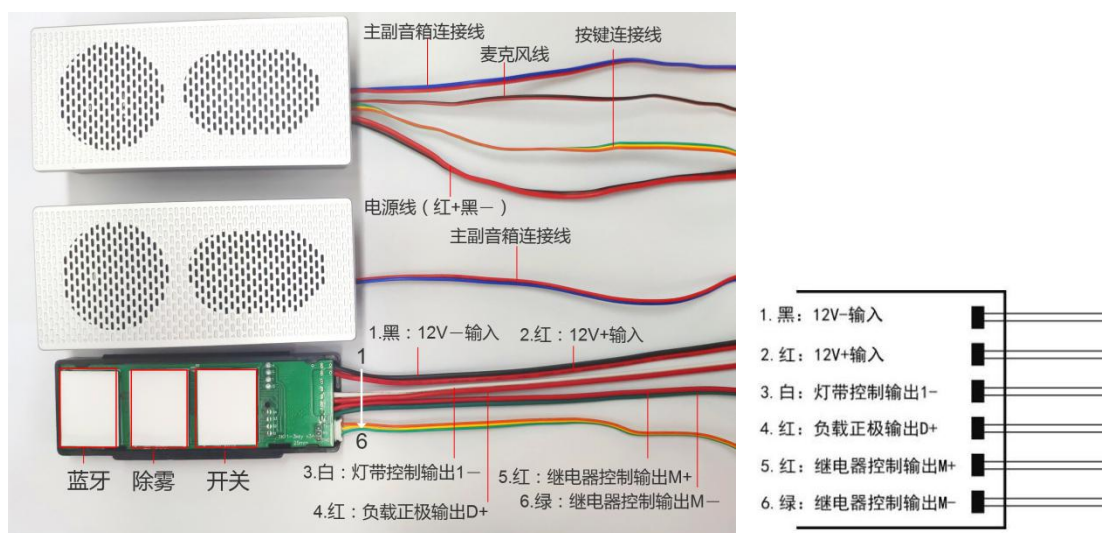 主副音箱连接线
麦克风线
按键连接线
电源线（红+黑－）
主副音箱连接线
1.黑：12V－输入
2.红：12V+输入
1
6
蓝牙
除雾
开关
3.白：灯带控制输出1－
4.红：负载正极输出D+
5.红：继电器控制输出M+
6.绿：继电器控制输出M－
1.黑：12V-输入
2.红：12V+输入
3.白：灯带控制输出1-
4.红：负载正极输出D+
5.红：继电器控制输出M+
6.绿：继电器控制输出M-